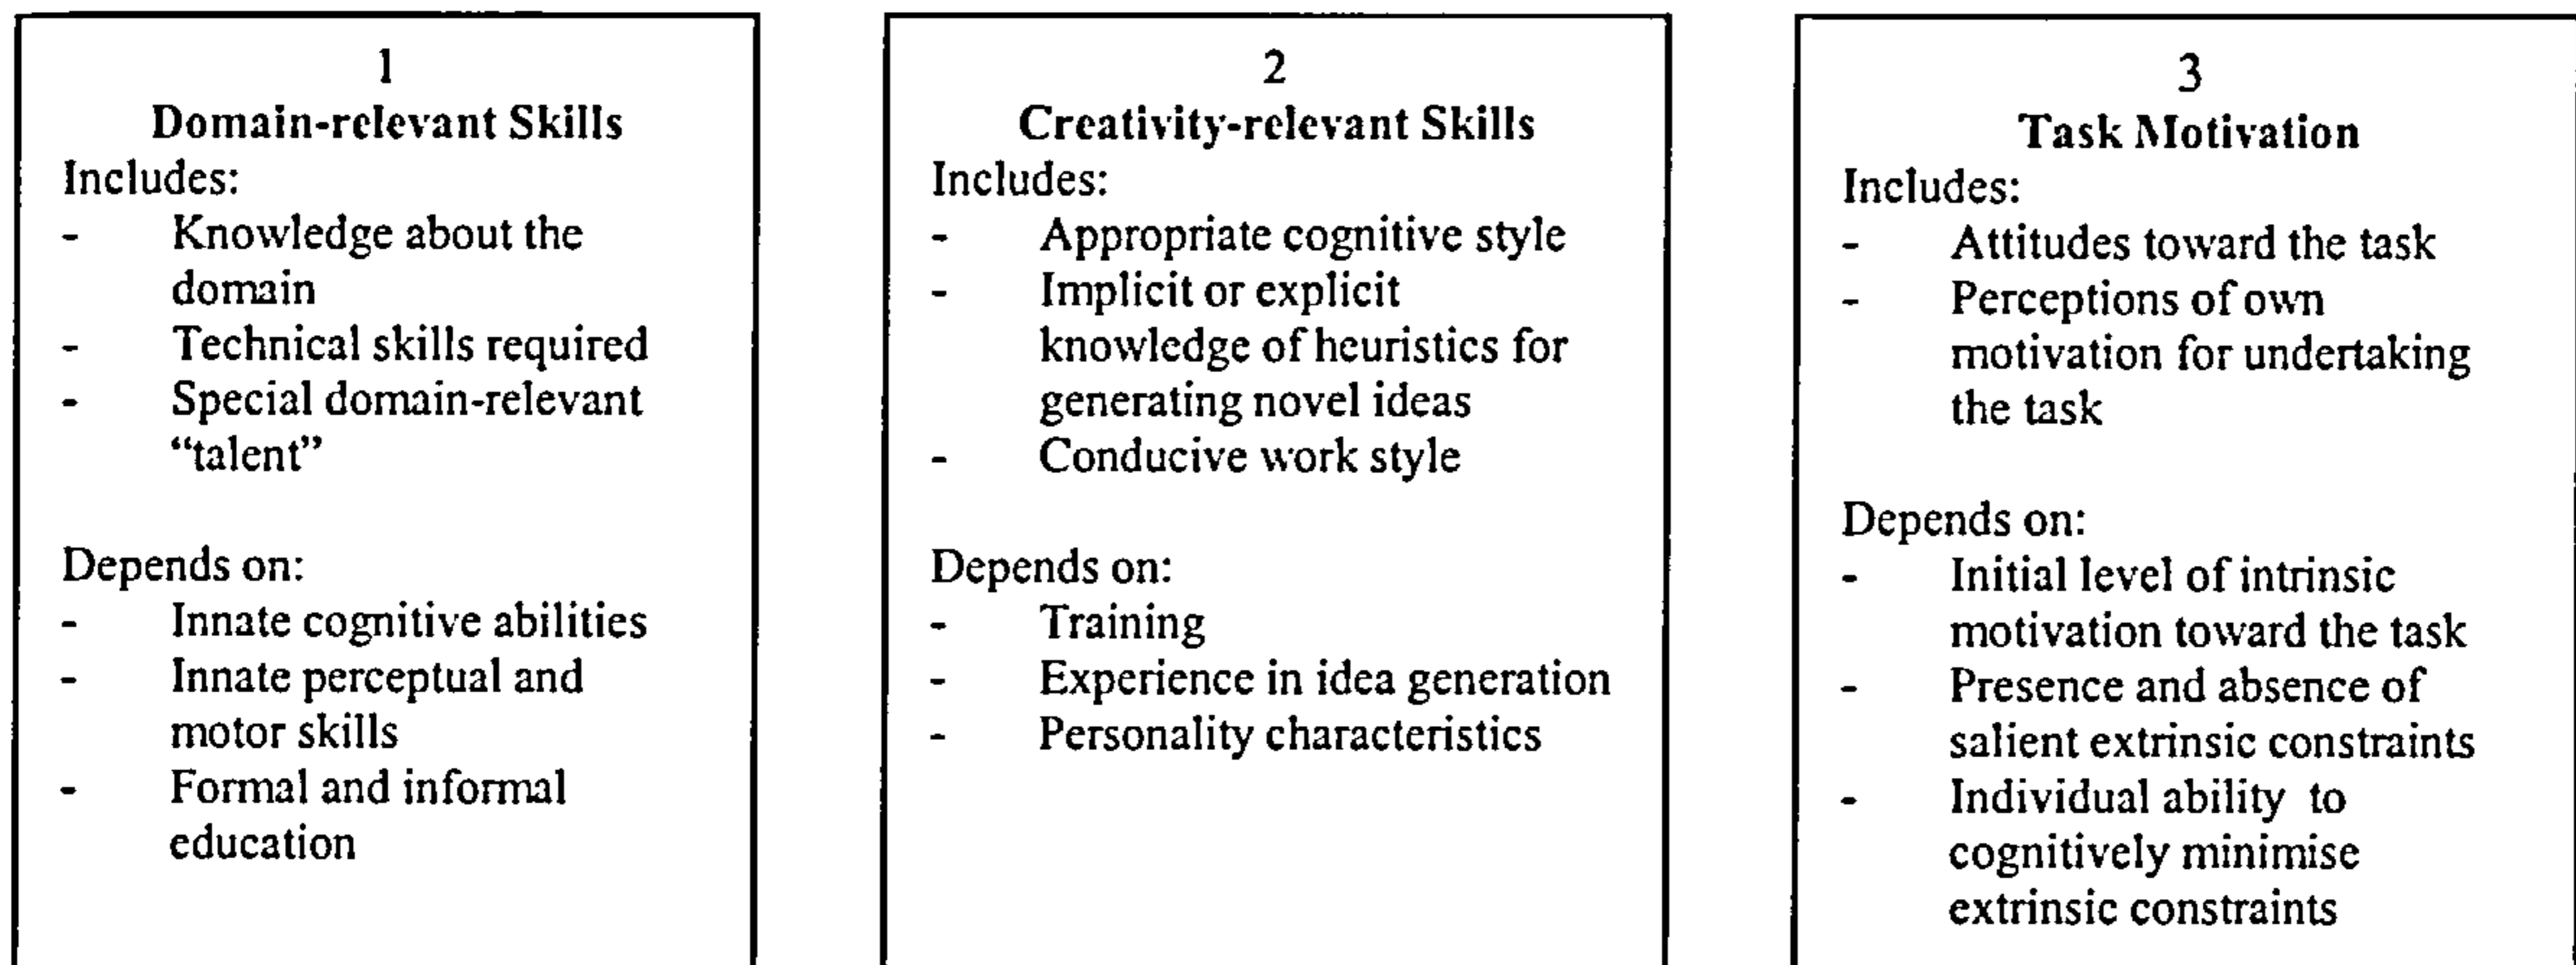 1
Domain-relevant Skills
Includes:
- Knowledge about the
domain
- Technical skills required
- Special domain-relevant
“talent”
Depends on:
- Innate cognitive abilities
- Innate perceptual and
motor skills
- Formal and informal
education
2
Creativity-relevant Skills
Includes:
- Appropriate cognitive style
- Implicit or explicit
knowledge of heuristics for
generating novel ideas
- Conducive work style
Depends on:
- Training
- Experience in idea generation
- Personality characteristics
3
Task Motivation
Includes:
- Attitudes toward the task
- Perceptions of own
motivation for undertaking
the task
Depends on:
- Initial level of intrinsic
motivation toward the task
- Presence and absence of
salient extrinsic constraints
- Individual ability to
cognitively minimise
extrinsic constraints